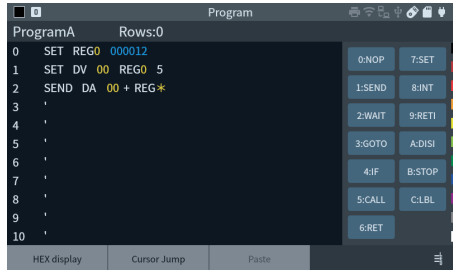 0
Program
ProgramA Rows:0
0 SET REG0 000012
1 SET DV 00 REG0 5
2 SEND DA 00 + REG*
3 '
4 '
5 '
6 '
7 '
8 '
9 '
10 '
0:NOP 7:SET
1:SEND 8:INT
2:WAIT 9:RETI
3:GOTO A:DISI
4:IF B:STOP
5:CALL C:LBL
6:RET
HEX display Cursor Jump Paste